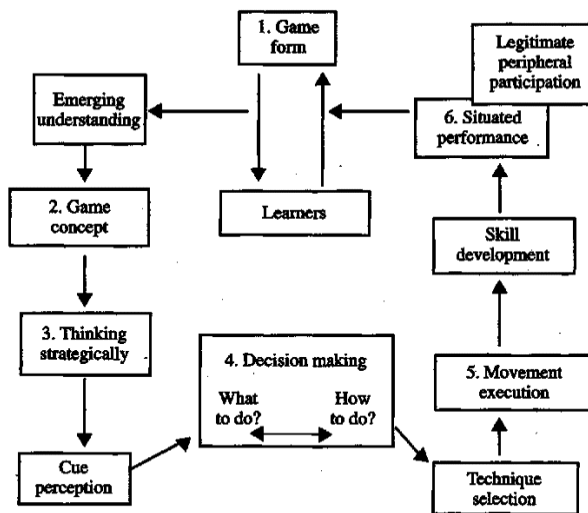 1. Game
form
Legitimate
peripheral
participation
Emerging
understanding
6. Situated
performance
2. Game
concept
Learners
Skill
development
3. Thinking
strategically
4. Decision making
What
to do?
How
to do?
5. Movement
execution
Cue
perception
Technique
selection